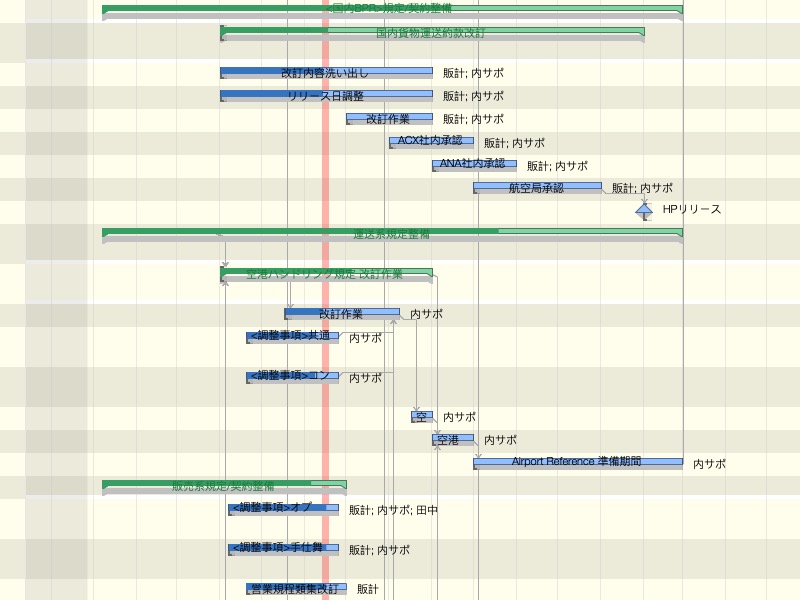 <国内BPR>規定/契約整備
国内貨物運送約款改訂
改訂内容洗い出し 販計; 内サポ
リリース日調整 販計; 内サポ
改訂作業 販計; 内サポ
ACX社内承認 販計; 内サポ
ANA社内承認 販計; 内サポ
航空局承認 販計; 内サポ
HPリリース
運送系規定整備
空港ハンドリング規定 改訂作業
改訂作業 内サポ
<調整事項>共通 内サポ
<調整事項>コン 内サポ
空 内サポ
空港 内サポ
Airport Reference 準備期間 内サポ
販売系規定/契約整備
<調整事項>オプ 販計; 内サポ; 田中
<調整事項>手仕舞 販計; 内サポ
営業規程類集改訂 販計